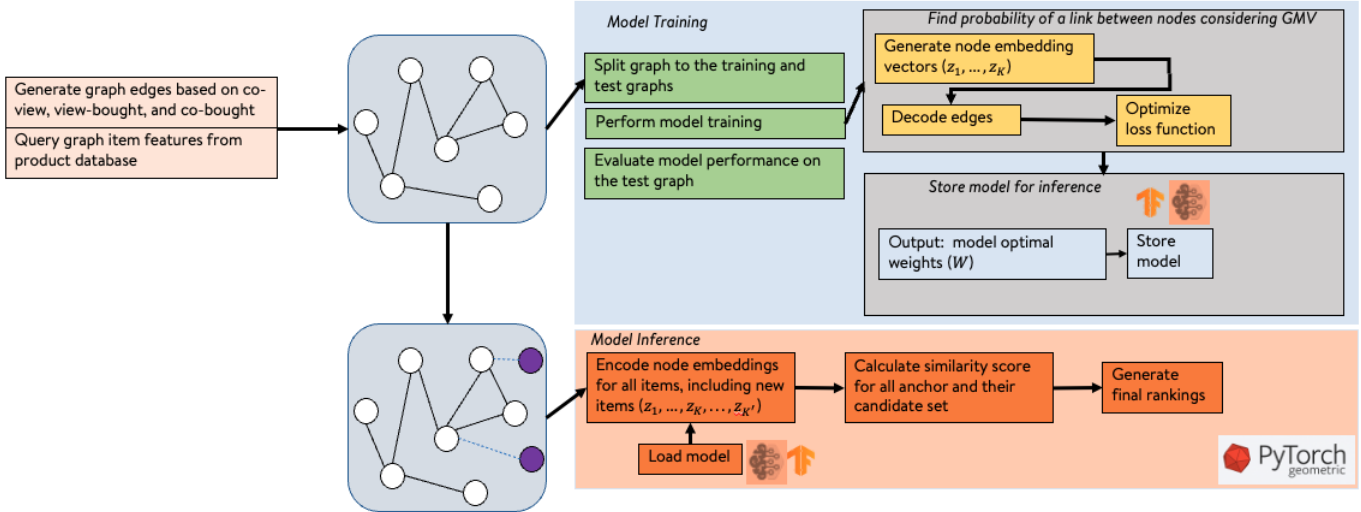 Generate graph edges based on co-
view, view-bought, and co-bought
Query graph item features from
product database
Model Training
Split graph to the training and
test graphs
Perform model training
Evaluate model performance on
the test graph
Find probability of a link between nodes considering GMV
Generate node embedding
vectors (z₁, ..., z_K)
Decode edges
Optimize
loss function
Store model for inference
Output: model optimal
weights (W)
Store
model
Model Inference
Encode node embeddings
for all items, including new
items (z₁, ..., z_K, . . . , z_K′)
Load model
Calculate similarity score
for all anchor and their
candidate set
Generate
final rankings
PyTorch
geometric